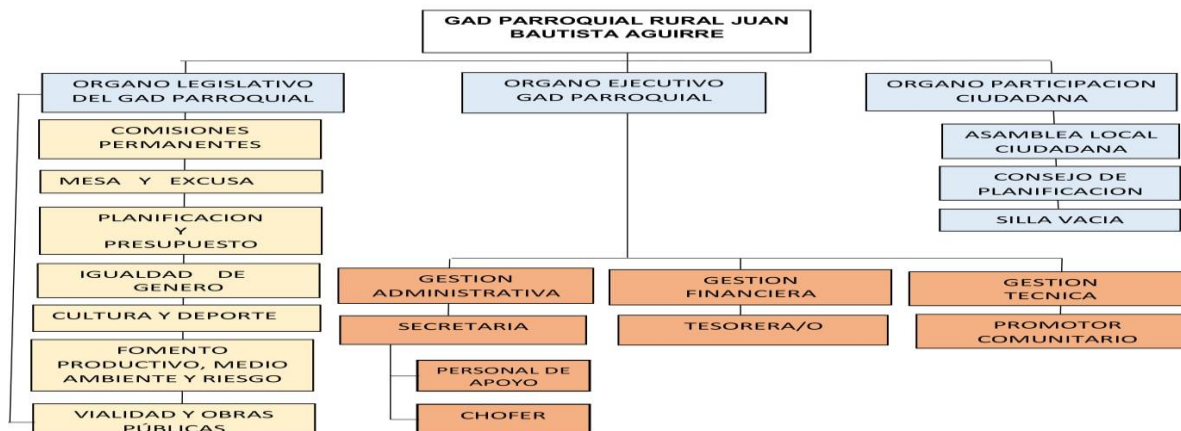 GAD PARROQUIAL RURAL JUAN
BAUTISTA AGUIRRE
ORGANO LEGISLATIVO
DEL GAD PARROQUIAL
COMISIONES
PERMANENTES
MESA Y EXCUSA
PLANIFICACION
Y
PRESUPUESTO
IGUALDAD DE
GENERO
CULTURA Y DEPORTE
FOMENTO
PRODUCTIVO, MEDIO
AMBIENTE Y RIESGO
VIALIDAD Y OBRAS
PÚBLICAS
ORGANO EJECUTIVO
GAD PARROQUIAL
GESTION
ADMINISTRATIVA
SECRETARIA
PERSONAL DE
APOYO
CHOFER
GESTION
FINANCIERA
TESORERA/O
GESTION
TECNICA
PROMOTOR
COMUNITARIO
ORGANO PARTICIPACION
CIUDADANA
ASAMBLEA LOCAL
CIUDADANA
CONSEJO DE
PLANIFICACION
SILLA VACIA